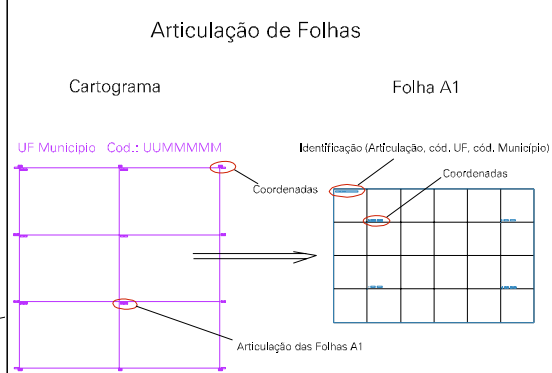 Articulação de Folhas
Cartograma
Folha A1
UF Municipio Cod.: UUMMMMM
Identificação (Articulação, cód. UF, cód. Município)
Coordenadas
Coordenadas
Articulação das Folhas A1